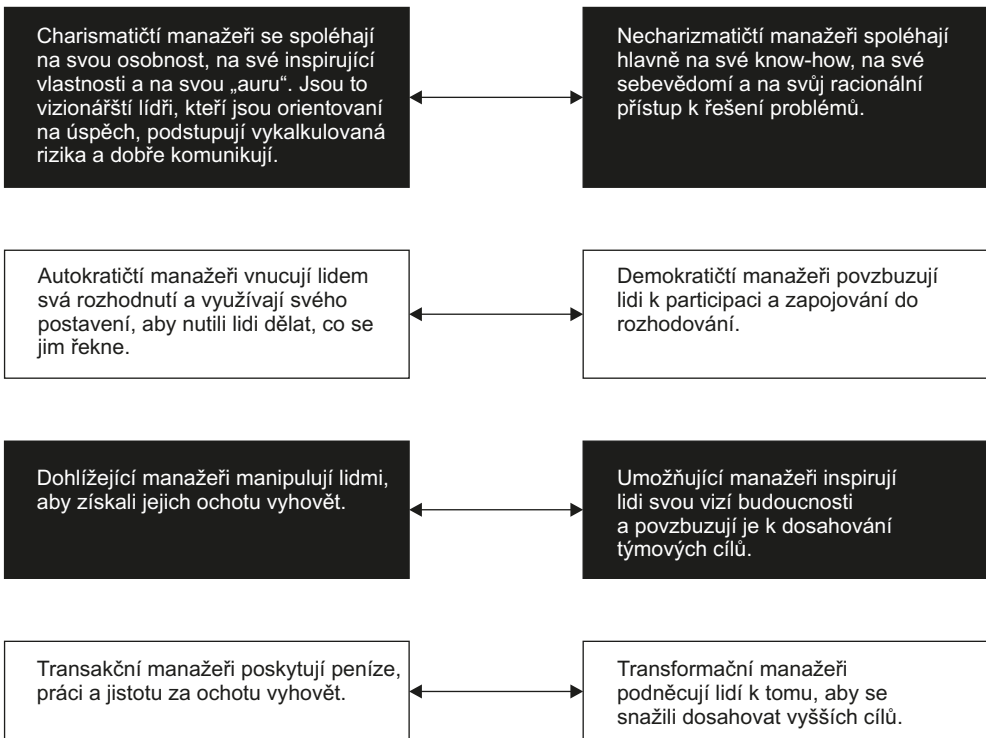 Charismatičtí manažeři se spoléhají
na svou osobnost, na své inspirující
vlastnosti a na svou „auru“. Jsou to
vizionářští lídři, kteří jsou orientovaní
na úspěch, podstupují vykalkulovaná
rizika a dobře komunikují.
Necharizmatičtí manažeři spoléhají
hlavně na své know-how, na své
sebevědomí a na svůj racionální
přístup k řešení problémů.
Autokratičtí manažeři vnucují lidem
svá rozhodnutí a využívají svého
postavení, aby nutili lidi dělat, co se
jim řekne.
Demokratičtí manažeři povzbuzují
lidi k participaci a zapojování do
rozhodování.
Dohlížející manažeři manipulují lidmi,
aby získali jejich ochotu vyhovět.
Umožňující manažeři inspirují
lidi svou vizí budoucnosti
a povzbuzují je k dosahování
týmových cílů.
Transakční manažeři poskytují peníze,
práci a jistotu za ochotu vyhovět.
Transformační manažeři
podněcují lidí k tomu, aby se
snažili dosahovat vyšších cílů.